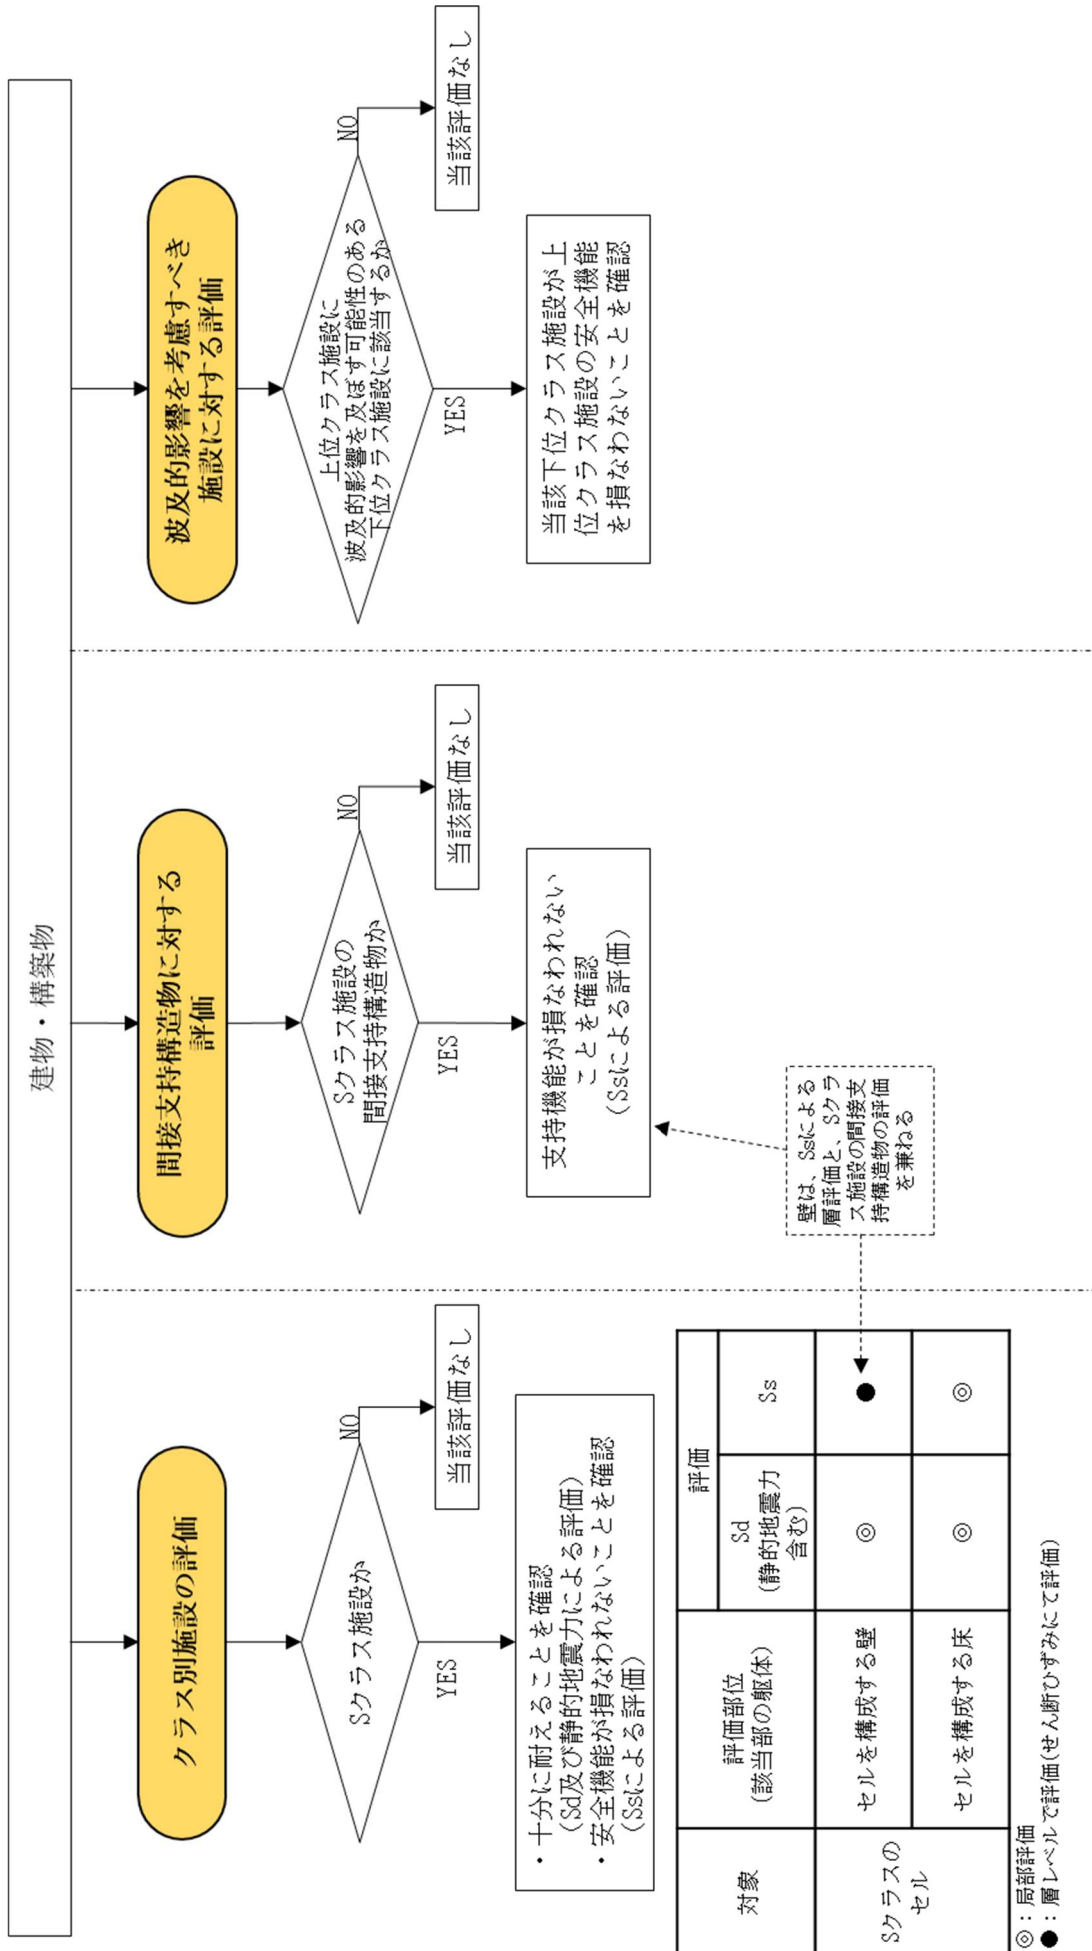 建物・構築物
クラス別施設の評価
Sクラス施設か
NO
当該評価なし
YES
・十分に耐えることを確認
(Sd及び静的地震力による評価)
・安全機能が損なわれないことを確認
(Ssによる評価)
対象
評価部位
(該当部の躯体)
評価
Sd
(静的地震力
含む)
Ss
Sクラスの
セル
セルを構成する壁
◎
●
セルを構成する床
◎
◎
◎：局部評価
●：層レベルで評価(せん断ひずみにて評価)
間接支持構造物に対する
評価
Sクラス施設の
間接支持構造物か
NO
当該評価なし
YES
支持機能が損なわれない
ことを確認
(Ssによる評価)
壁は、Ssによる
層評価と、Sクラ
ス施設の間接支
持構造物の評価
を兼ねる
波及的影響を考慮すべき
施設に対する評価
上位クラス施設に
波及的影響を及ぼす可能性のある
下位クラス施設に該当するか
NO
当該評価なし
YES
当該下位クラス施設が上
位クラス施設の安全機能
を損なわないことを確認